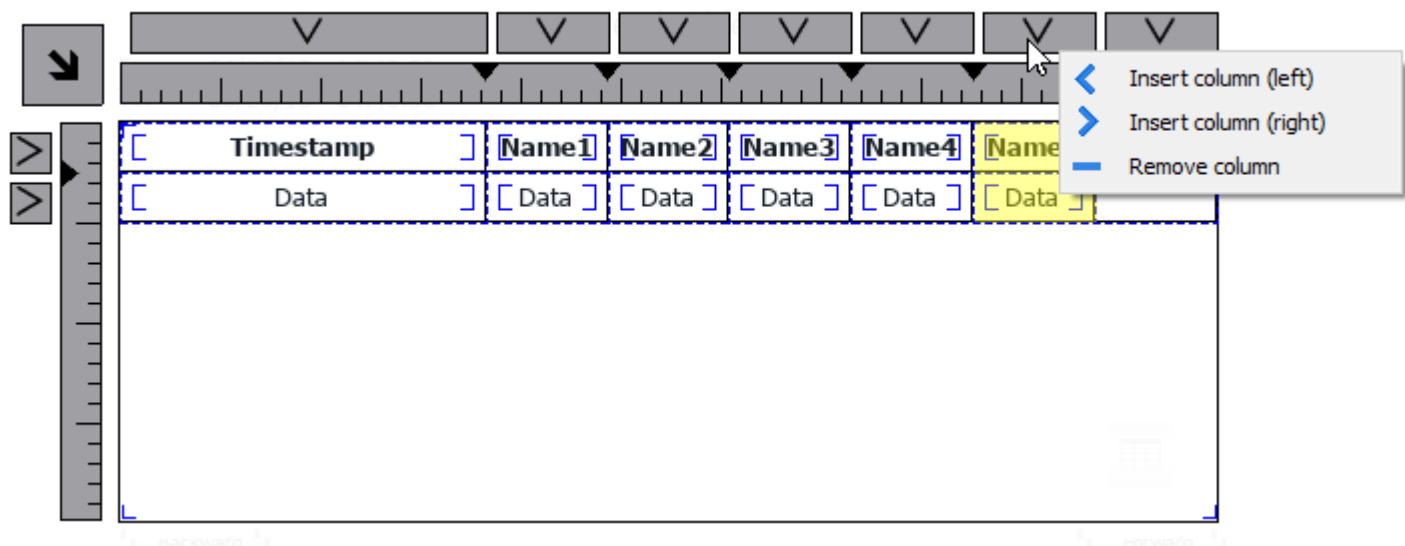 Insert column (left)
Insert column (right)
Remove column
Timestamp Name1 Name2 Name3 Name4 Name
Data Data Data Data Data Data